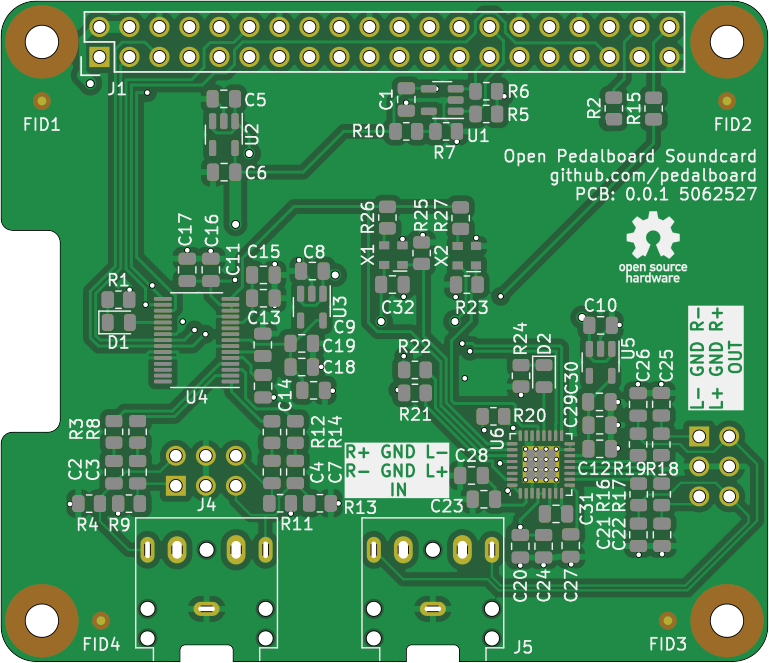 J1
C5
U2
C6
C1
R6
R5
U1
R10
R7
R2
R15
FID1
FID2
Open Pedalboard Soundcard
github.com/pedalboard
PCB: 0.0.1 5062527
open source
hardware
C17
C16
C11
C15
C13
C8
U3
C9
C19
C18
C14
R26
R25
R27
X1
X2
C32
R23
R1
D1
U4
R22
R21
R24
D2
C10
U5
C30
C29
C26
C25
L- GND R-
L+ GND R+
OUT
R3
R8
R12
R14
C2
C3
C4
C7
R4
R9
J4
R11
R13
R+ GND L-
R- GND L+
IN
R20
U6
C28
C23
C12
R19
R18
C31
R16
R17
C21
C22
C20
C24
C27
J5
FID4
FID3